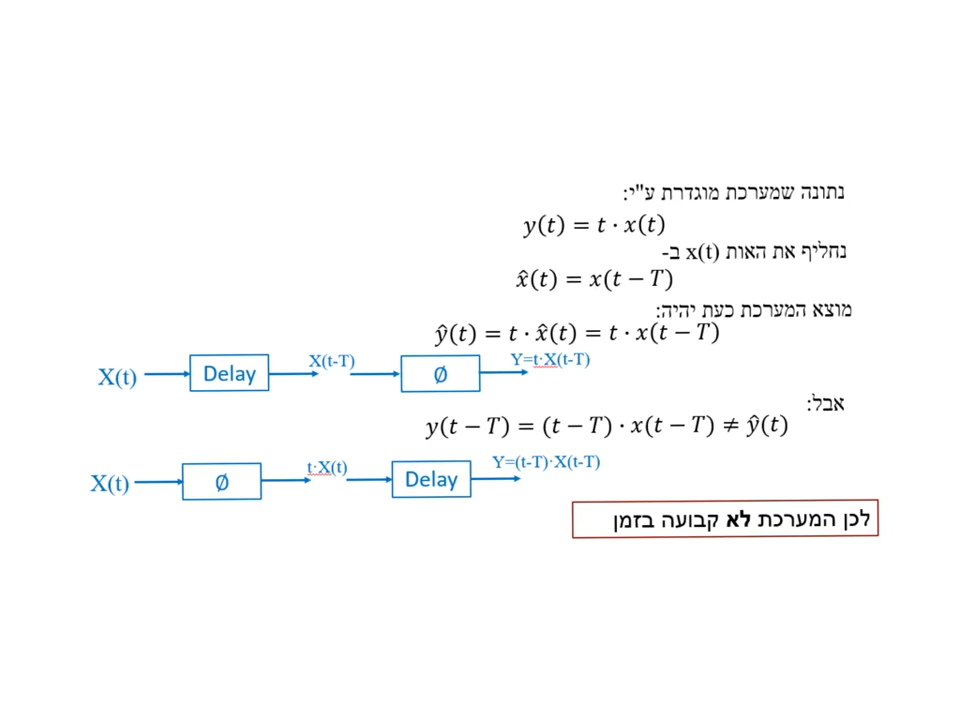 נתונה שמערכת מוגדרת ע"י:
y(t) = t · x(t)
נחליף את האות x(t) ב-
x̂(t) = x(t − T)
מוצא המערכת כעת יהיה:
ŷ(t) = t · x̂(t) = t · x(t − T)
X(t) Delay X(t-T) Ø Y=t·X(t-T)
אבל:
y(t − T) = (t − T) · x(t − T) ≠ ŷ(t)
X(t) Ø t·X(t) Delay Y=(t-T)·X(t-T)
לכן המערכת לא קבועה בזמן